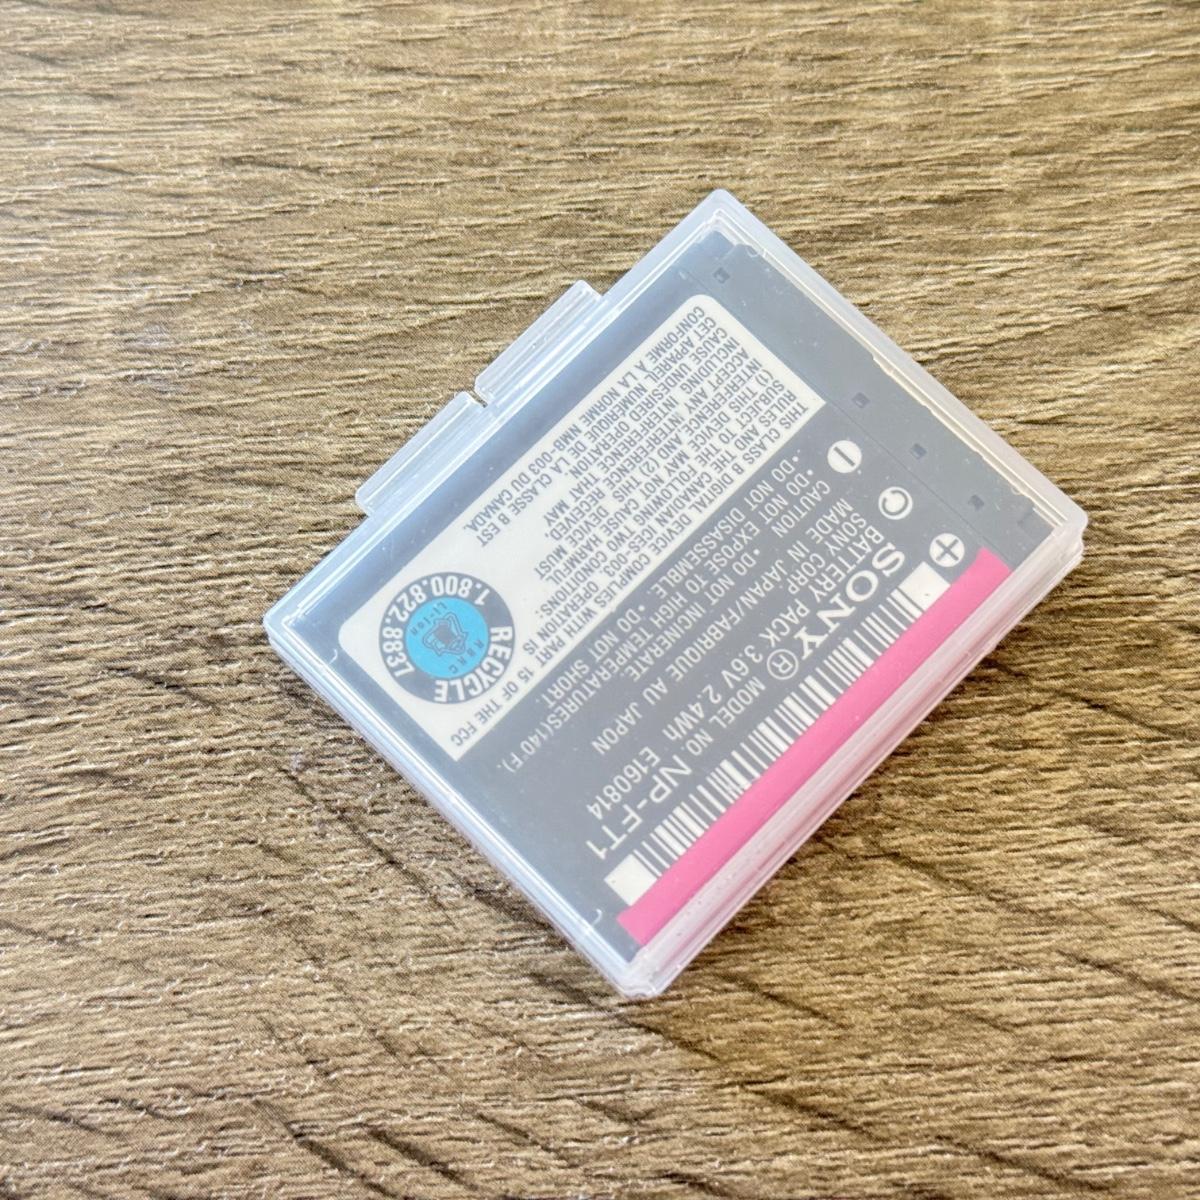 SONY® MODEL NO. NP-FT1
BATTERY PACK 3.6V 2.4Wh E160814
SONY CORP.
MADE IN JAPAN/FABRIQUE AU JAPON
CAUTION •DO NOT INCINERATE.
•DO NOT EXPOSE TO HIGH TEMPERATURES(140°F).
•DO NOT DISASSEMBLE. •DO NOT SHORT.
THIS CLASS B DIGITAL DEVICE COMPLIES WITH PART 15 OF THE FCC
RULES AND THE CANADIAN ICES-003. OPERATION IS
SUBJECT TO THE FOLLOWING TWO CONDITIONS:
(1) THIS DEVICE MAY NOT CAUSE HARMFUL
INTERFERENCE, AND (2) THIS DEVICE MUST
ACCEPT ANY INTERFERENCE RECEIVED,
INCLUDING INTERFERENCE THAT MAY
CAUSE UNDESIRED OPERATION.
CET APPAREIL NUMÉRIQUE DE LA CLASSE B EST
CONFORME À LA NORME NMB-003 DU CANADA.
RECYCLE
RBRC
Li-ion
1.800.822.8837